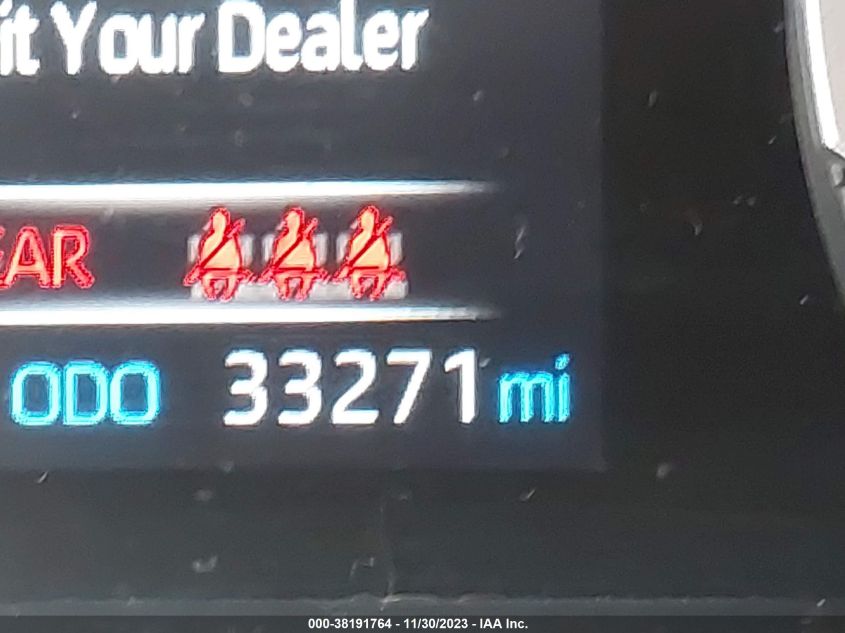 it Your Dealer
EAR
ODO 33271 mi
000-38191764 - 11/30/2023 - IAA Inc.